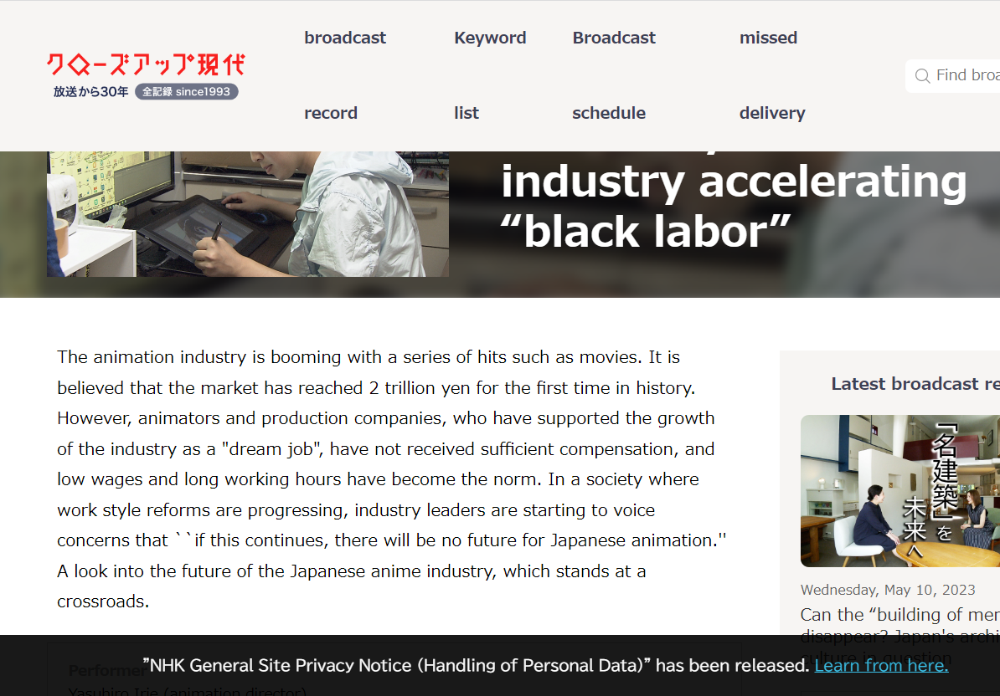 クローズアップ現代
放送から30年 全記録 since1993
broadcast record
Keyword list
Broadcast schedule
missed delivery
Find broa
industry accelerating
“black labor”
The animation industry is booming with a series of hits such as movies. It is
believed that the market has reached 2 trillion yen for the first time in history.
However, animators and production companies, who have supported the growth
of the industry as a "dream job", have not received sufficient compensation, and
low wages and long working hours have become the norm. In a society where
work style reforms are progressing, industry leaders are starting to voice
concerns that ``if this continues, there will be no future for Japanese animation.''
A look into the future of the Japanese anime industry, which stands at a
crossroads.
Performer
Yasuhiro Irie (animation director)
Latest broadcast re
「名建築」を
未来へ
Wednesday, May 10, 2023
Can the “building of mer
disappear? Japan's archi
culture in question
”NHK General Site Privacy Notice (Handling of Personal Data)” has been released. Learn from here.